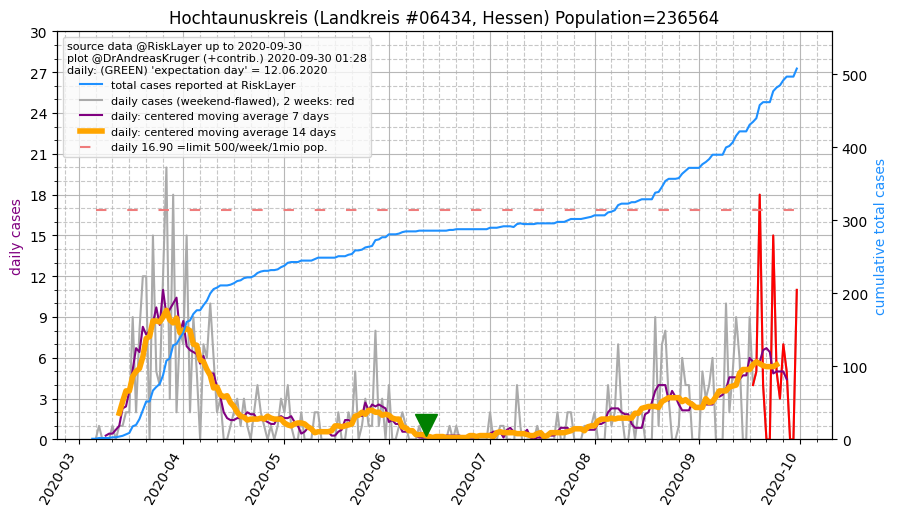 Hochtaunuskreis (Landkreis #06434, Hessen) Population=236564
source data @RiskLayer up to 2020-09-30
plot @DrAndreasKruger (+contrib.) 2020-09-30 01:28
daily: (GREEN) 'expectation day' = 12.06.2020
total cases reported at RiskLayer
daily cases (weekend-flawed), 2 weeks: red
daily: centered moving average 7 days
daily: centered moving average 14 days
daily 16.90 =limit 500/week/1mio pop.
daily cases
30
27
24
21
18
15
12
9
6
3
0
cumulative total cases
500
400
300
200
100
0
2020-03
2020-04
2020-05
2020-06
2020-07
2020-08
2020-09
2020-10